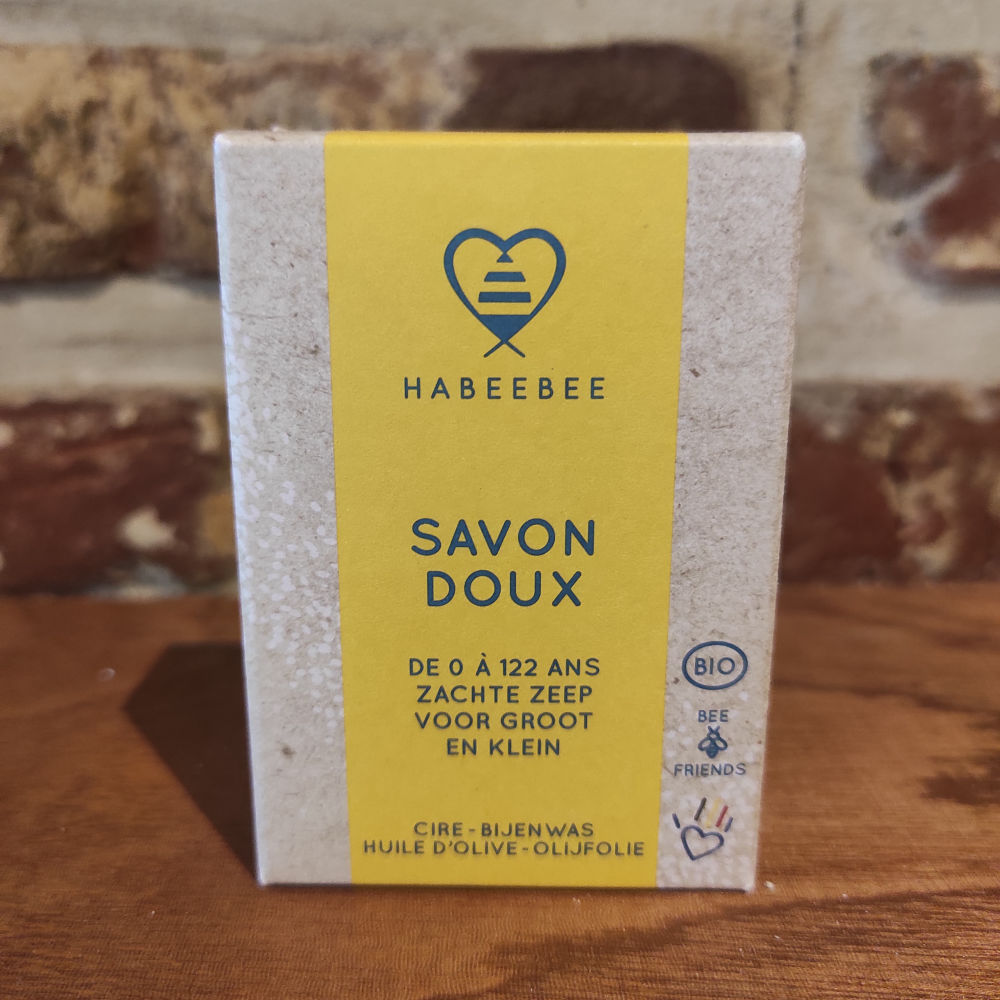 HABEEBEE
SAVON
DOUX
DE 0 À 122 ANS
ZACHTE ZEEP
VOOR GROOT
EN KLEIN
CIRE-BIJENWAS
HUILE D'OLIVE-OLIJFOLIE
BIO
BEE
FRIENDS